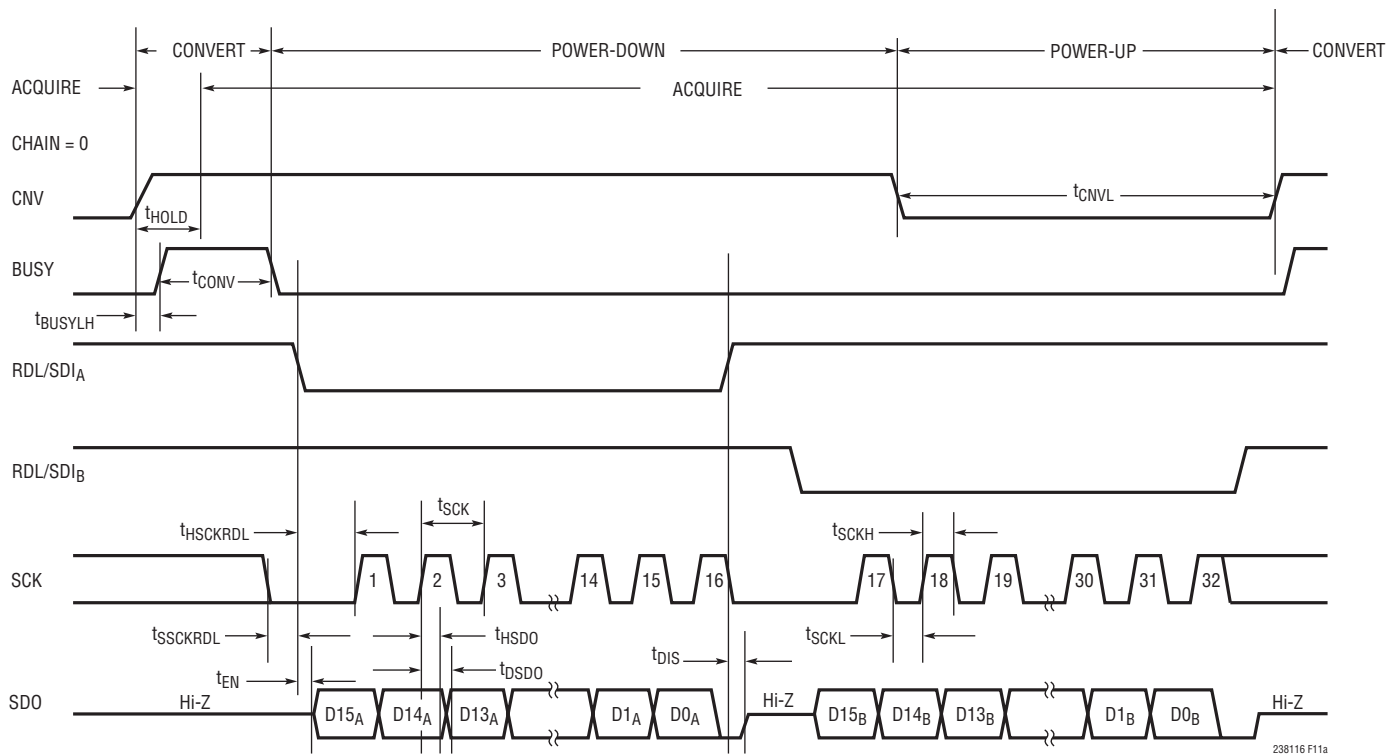 CONVERT POWER-DOWN POWER-UP CONVERT
ACQUIRE ACQUIRE
CHAIN = 0
CNV tCNVL
tHOLD
BUSY
tCONV
tBUSYLH
RDL/SDIA
RDL/SDIB
tSCK
tHSCKRDL tSCKH
SCK 1 2 3 14 15 16 17 18 19 30 31 32
tSSCKRDL tHSDO tSCKL
tDIS
tDSDO
tEN
SDO Hi-Z D15A D14A D13A D1A D0A Hi-Z D15B D14B D13B D1B D0B Hi-Z
238116 F11a